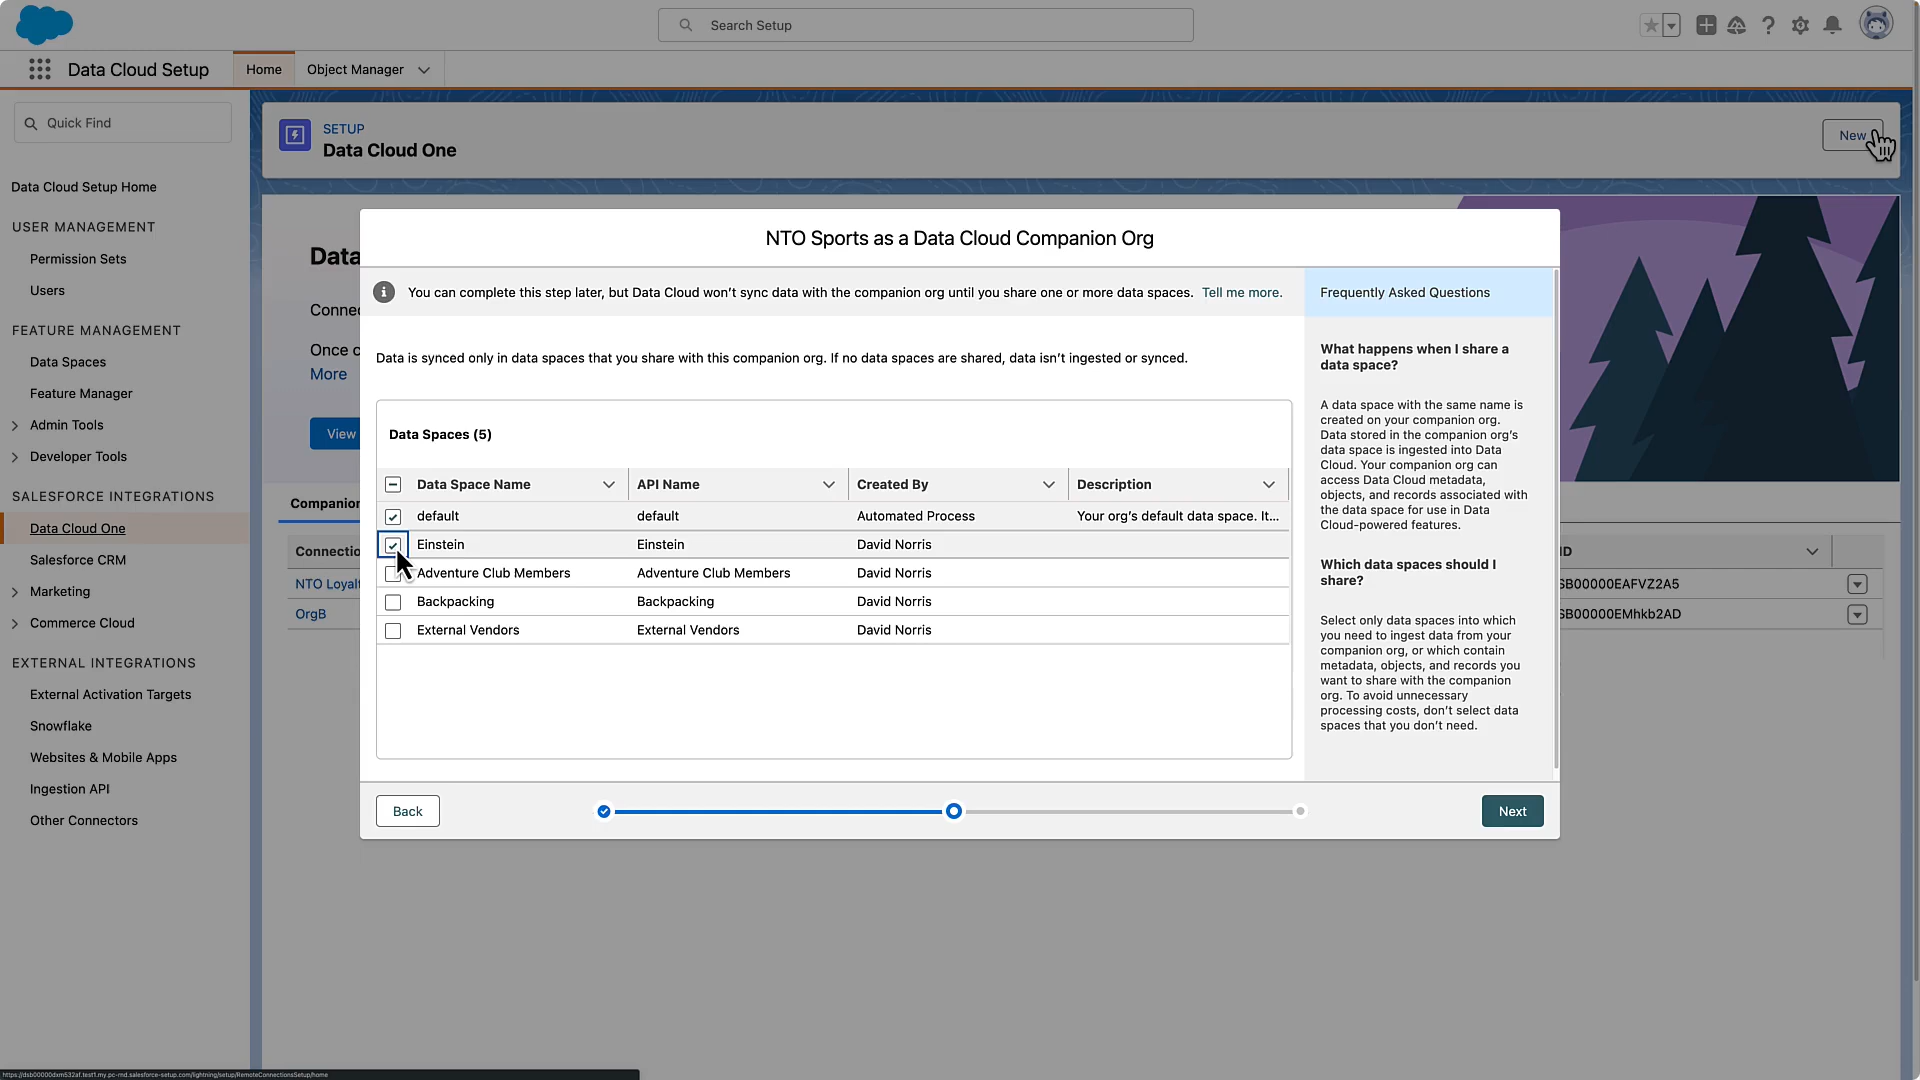 Search Setup
Data Cloud Setup
Home
Object Manager
Quick Find
SETUP
Data Cloud One
New
Data Cloud Setup Home
USER MANAGEMENT
Permission Sets
Users
FEATURE MANAGEMENT
Data Spaces
Feature Manager
Admin Tools
Developer Tools
SALESFORCE INTEGRATIONS
Data Cloud One
Salesforce CRM
Marketing
Commerce Cloud
EXTERNAL INTEGRATIONS
External Activation Targets
Snowflake
Websites & Mobile Apps
Ingestion API
Other Connectors
Data
Connec
Once c
More
View
Companion
Connectio
NTO Loyalt
OrgB
NTO Sports as a Data Cloud Companion Org
You can complete this step later, but Data Cloud won't sync data with the companion org until you share one or more data spaces. Tell me more.
Data is synced only in data spaces that you share with this companion org. If no data spaces are shared, data isn't ingested or synced.
Data Spaces (5)
Data Space Name API Name Created By Description
default default Automated Process Your org's default data space. It...
Einstein Einstein David Norris
Adventure Club Members Adventure Club Members David Norris
Backpacking Backpacking David Norris
External Vendors External Vendors David Norris
Frequently Asked Questions
What happens when I share a
data space?
A data space with the same name is
created on your companion org.
Data stored in the companion org's
data space is ingested into Data
Cloud. Your companion org can
access Data Cloud metadata,
objects, and records associated with
the data space for use in Data
Cloud-powered features.
Which data spaces should I
share?
Select only data spaces into which
you need to ingest data from your
companion org, or which contain
metadata, objects, and records you
want to share with the companion
org. To avoid unnecessary
processing costs, don't select data
spaces that you don't need.
Back
Next
ID
SB00000EAFVZ2A5
SB00000EMhkb2AD